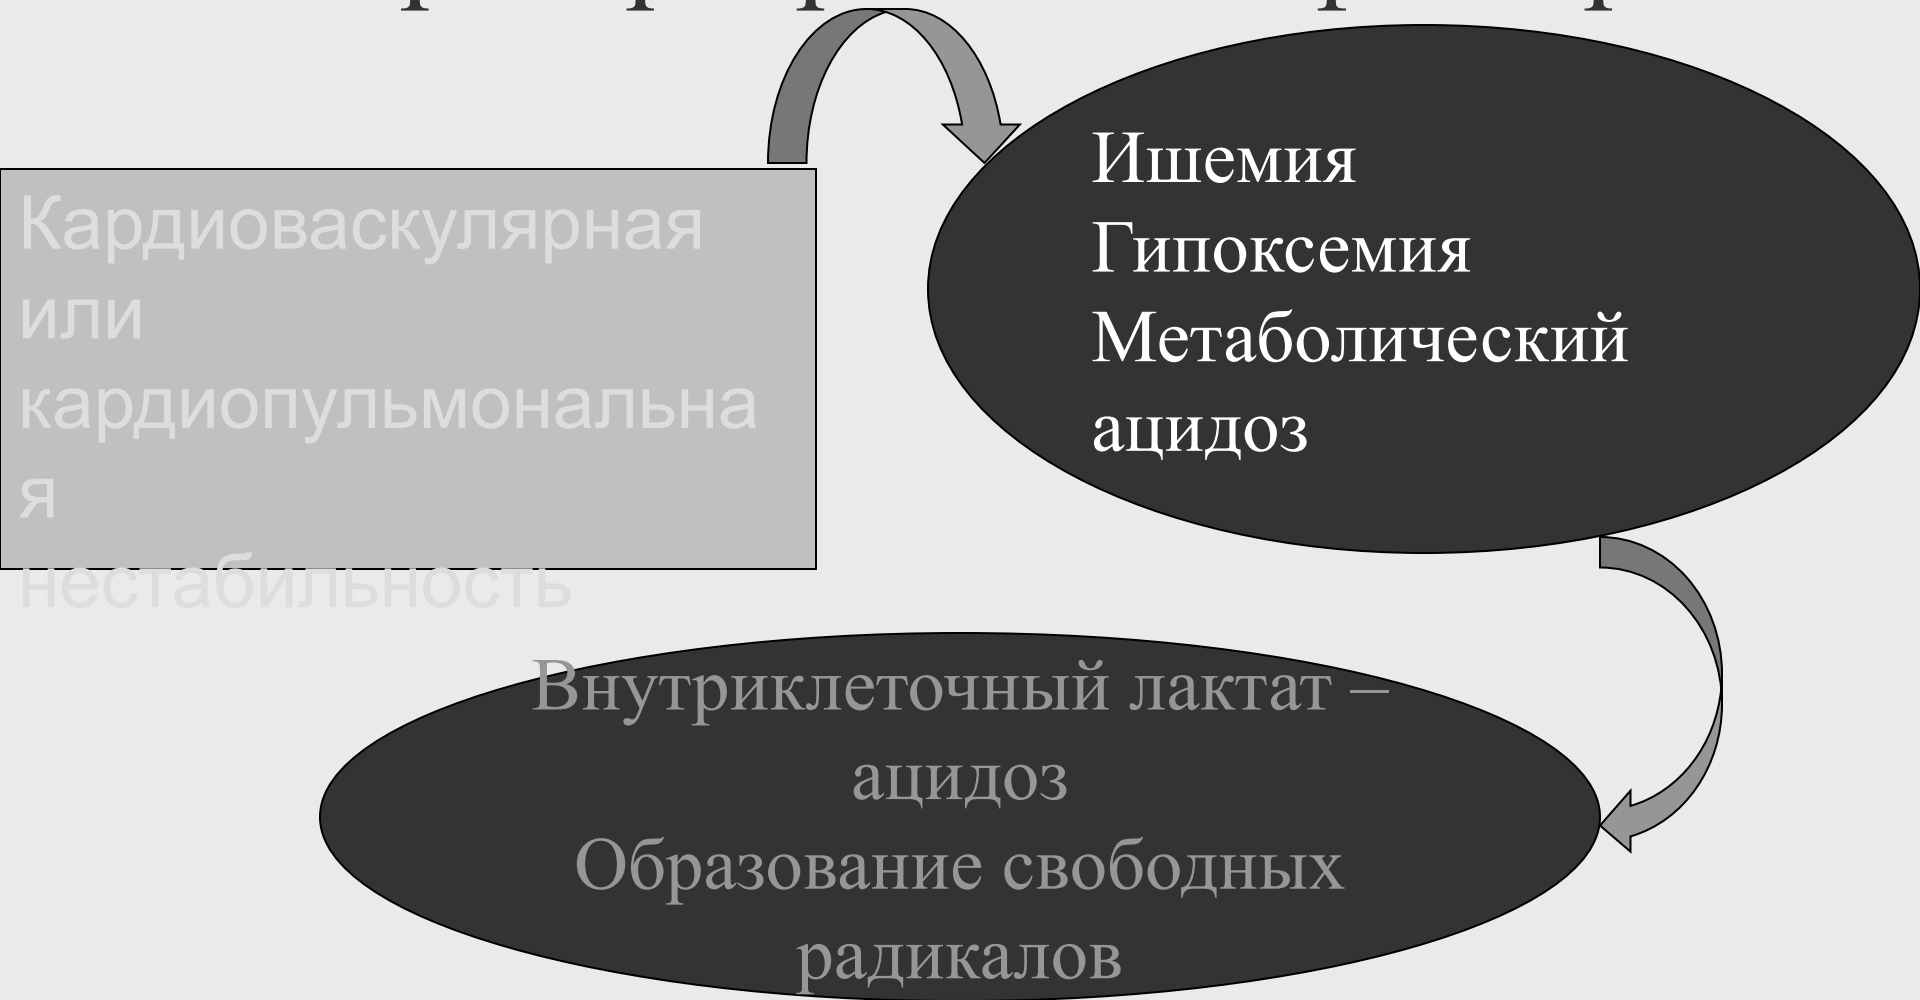 Кардиоваскулярная
или
кардиопульмональна
я
нестабильность
Ишемия
Гипоксемия
Метаболический
ацидоз
Внутриклеточный лактат –
ацидоз
Образование свободных
радикалов